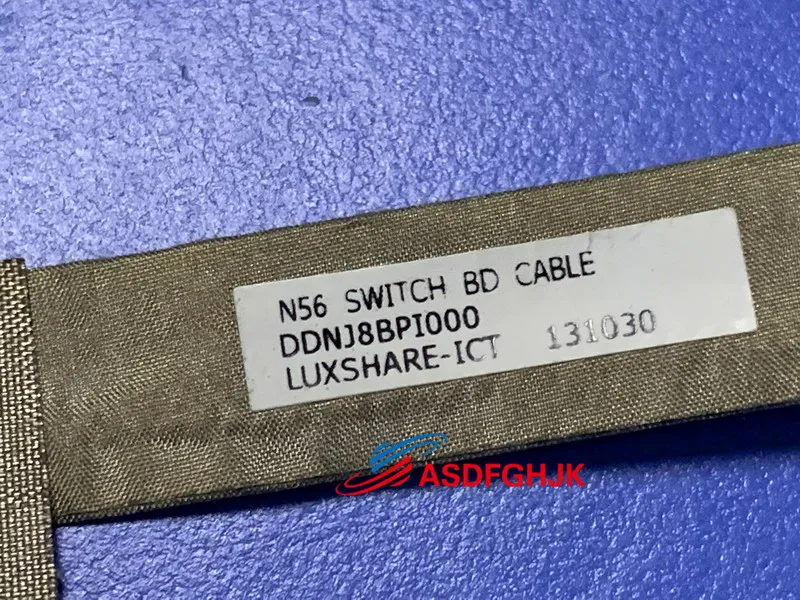 N56 SWITCH BD CABLE
DDNJ8BPI000
LUXSHARE-ICT 131030
ASDFGHJK